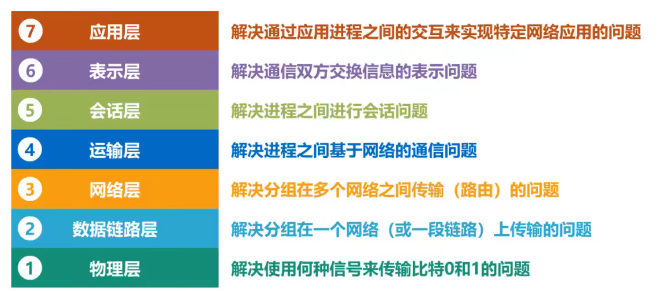 7 应用层 解决通过应用进程之间的交互来实现特定网络应用的问题
6 表示层 解决通信双方交换信息的表示问题
5 会话层 解决进程之间进行会话问题
4 运输层 解决进程之间基于网络的通信问题
3 网络层 解决分组在多个网络之间传输（路由）的问题
2 数据链路层 解决分组在一个网络（或一段链路）上传输的问题
1 物理层 解决使用何种信号来传输比特0和1的问题